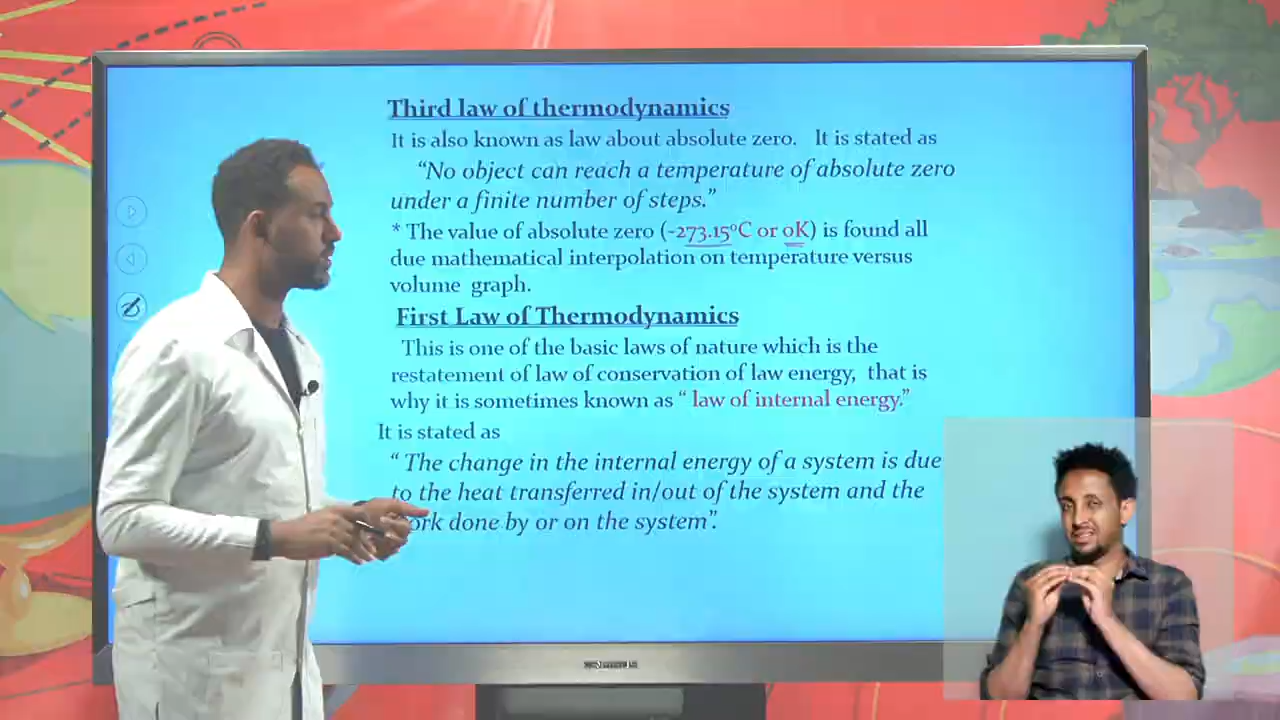 Third law of thermodynamics
It is also known as law about absolute zero. It is stated as
“No object can reach a temperature of absolute zero
under a finite number of steps.”
* The value of absolute zero (-273.15°C or 0K) is found all
due mathematical interpolation on temperature versus
volume graph.
First Law of Thermodynamics
This is one of the basic laws of nature which is the
restatement of law of conservation of law energy, that is
why it is sometimes known as “ law of internal energy.”
It is stated as
“ The change in the internal energy of a system is due
to the heat transferred in/out of the system and the
done by or on the system”.